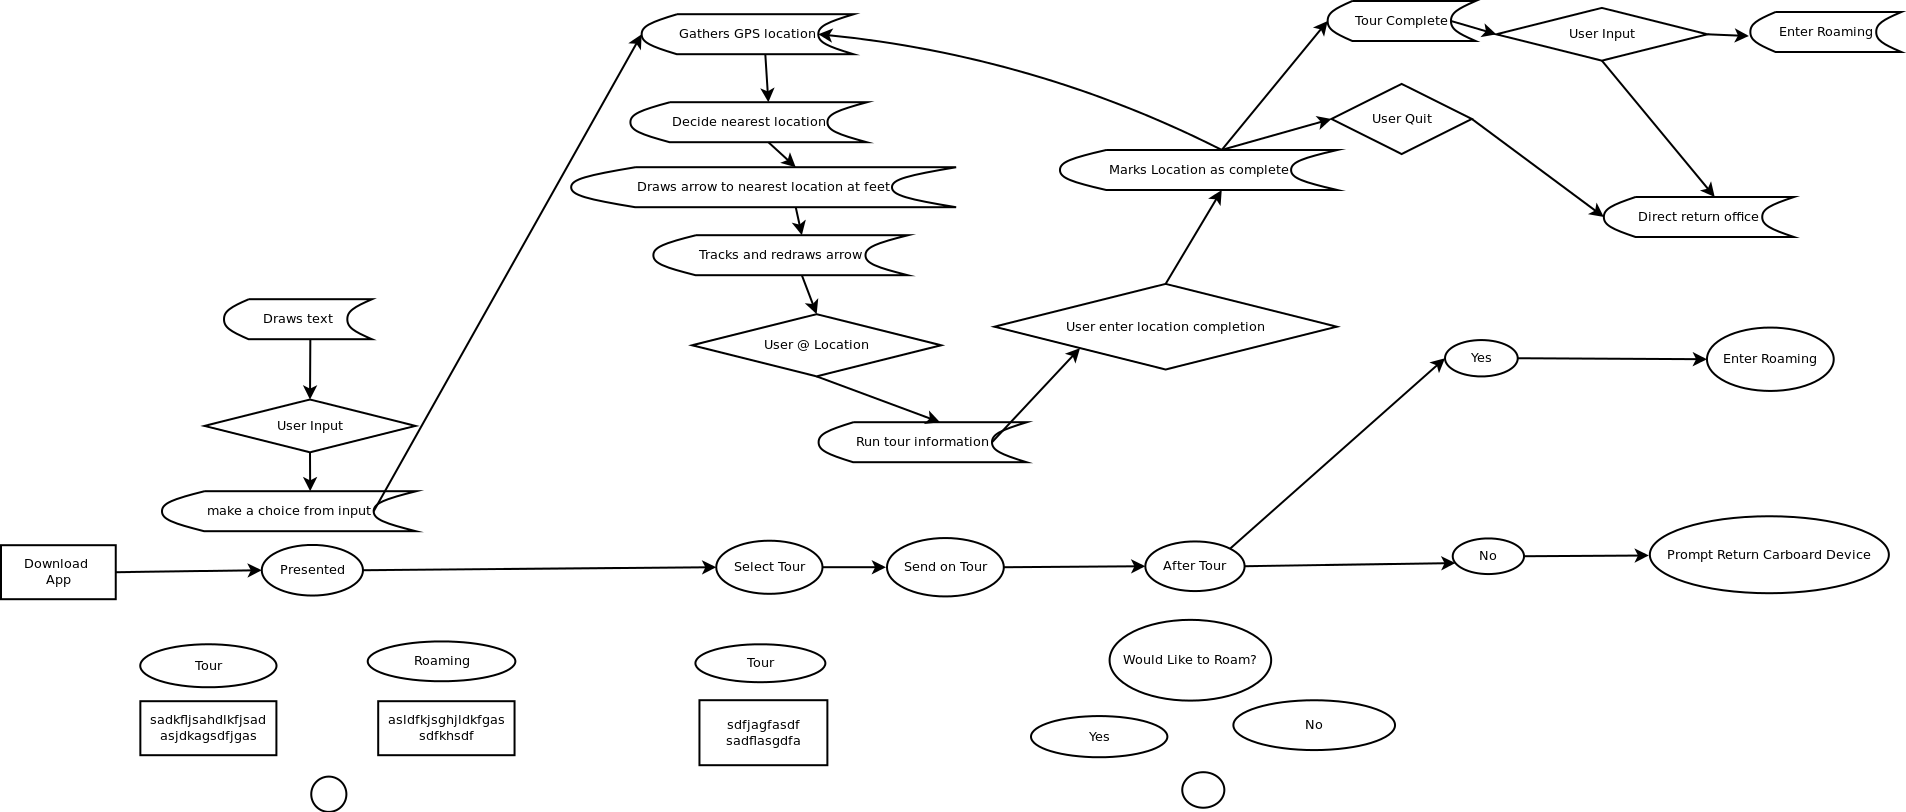 Tour Complete
Gathers GPS location
User Input
Enter Roaming
Decide nearest location
User Quit
Marks Location as complete
Draws arrow to nearest location at feet
Direct return office
Tracks and redraws arrow
Draws text
User enter location completion
User @ Location
Yes
Enter Roaming
User Input
Run tour information
make a choice from input
Download
App
Presented
Select Tour
Send on Tour
After Tour
No
Prompt Return Carboard Device
Tour
Roaming
Tour
Would Like to Roam?
sadkfljsahdlkfjsad
asjdkagsdfjgas
asldfkjsghjldkfgas
sdfkhsdf
sdfjagfasdf
sadflasgdfa
Yes
No